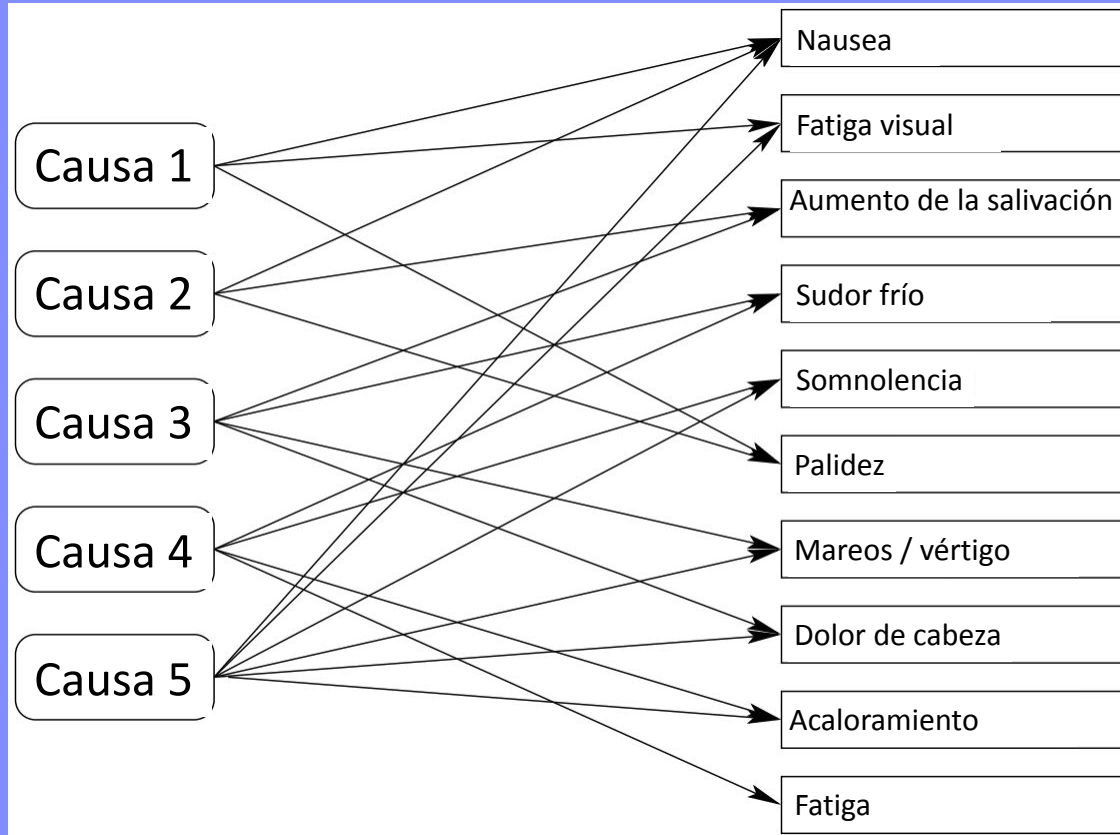 Causa 1
Causa 2
Causa 3
Causa 4
Causa 5
Nausea
Fatiga visual
Aumento de la salivación
Sudor frío
Somnolencia
Palidez
Mareos / vértigo
Dolor de cabeza
Acaloramiento
Fatiga